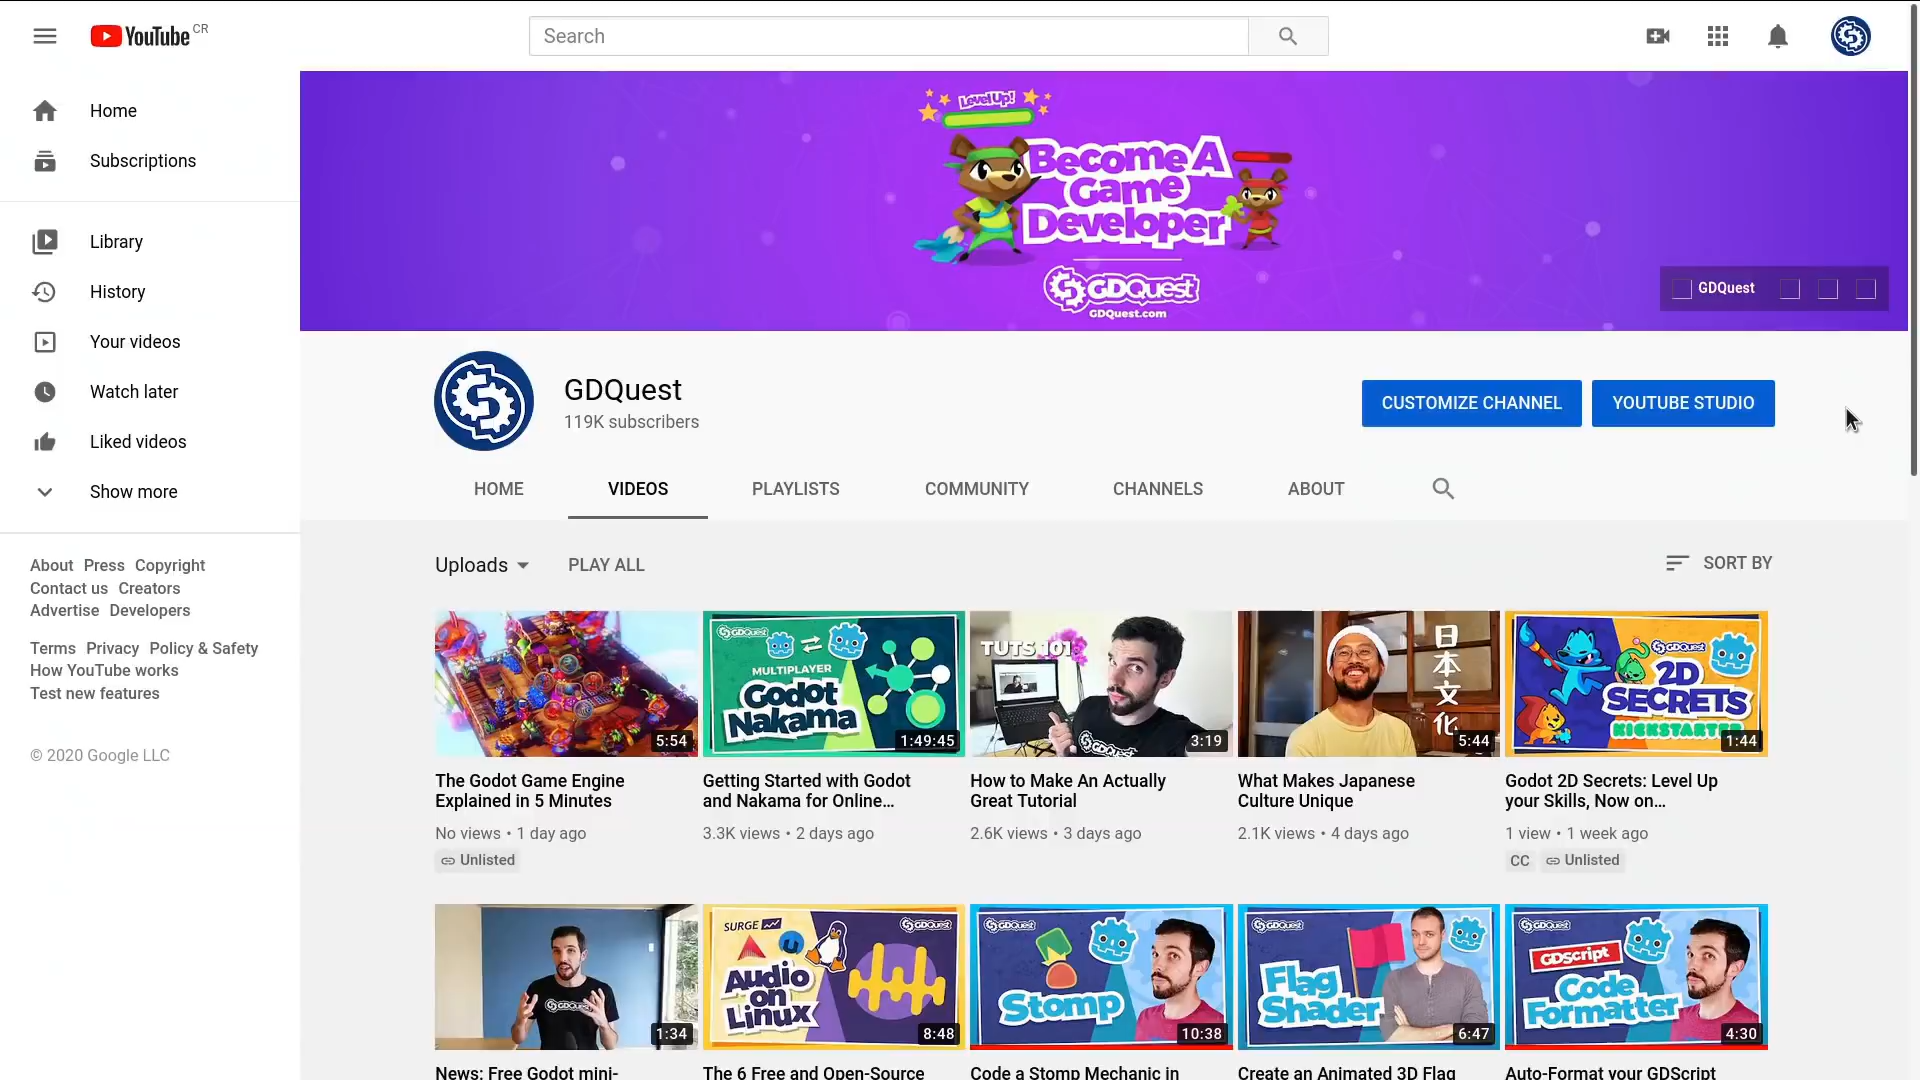 YouTube CR
Search
Home
Subscriptions
Library
History
Your videos
Watch later
Liked videos
Show more
About Press Copyright
Contact us Creators
Advertise Developers
Terms Privacy Policy & Safety
How YouTube works
Test new features
© 2020 Google LLC
Level Up!
Become A
Game
Developer
GDQuest
GDQuest.com
GDQuest
GDQuest
119K subscribers
CUSTOMIZE CHANNEL
YOUTUBE STUDIO
HOME
VIDEOS
PLAYLISTS
COMMUNITY
CHANNELS
ABOUT
Uploads
PLAY ALL
SORT BY
5:54
The Godot Game Engine
Explained in 5 Minutes
No views • 1 day ago
Unlisted
GDQuest
MULTIPLAYER
Godot
Nakama
1:49:45
Getting Started with Godot
and Nakama for Online...
3.3K views • 2 days ago
TUTS 101
GDQuest
3:19
How to Make An Actually
Great Tutorial
2.6K views • 3 days ago
日本文化
5:44
What Makes Japanese
Culture Unique
2.1K views • 4 days ago
GDQuest
2D
SECRETS
KICKSTARTER
1:44
Godot 2D Secrets: Level Up
your Skills, Now on...
1 view • 1 week ago
CC
Unlisted
GDQuest
1:34
News: Free Godot mini-
SURGE
GDQuest
Audio
on
Linux
8:48
The 6 Free and Open-Source
GDQuest
Stomp
10:38
Code a Stomp Mechanic in
GDQuest
Flag
Shader
6:47
Create an Animated 3D Flag
GDQuest
GDScript
Code
Formatter
4:30
Auto-Format your GDScript